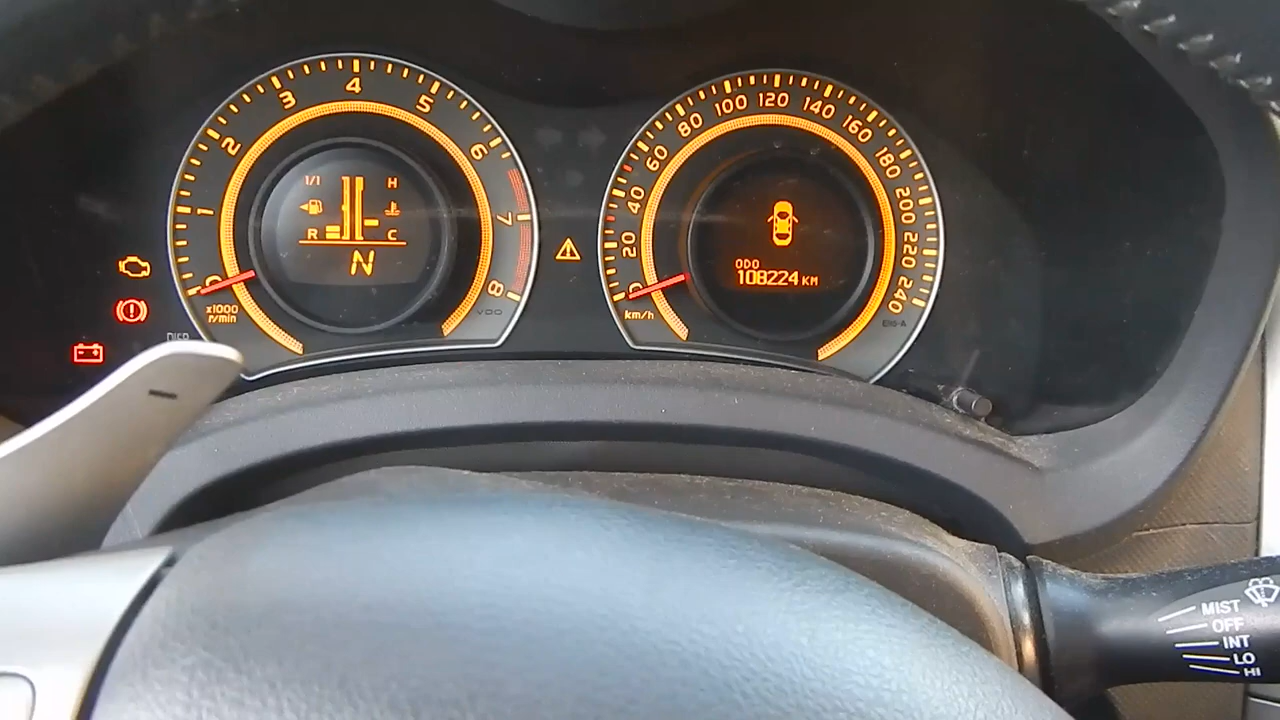 0 1 2 3 4 5 6 7 8
x1000
r/min
VDO
1/1 H
R C
N
DISP
0 20 40 60 80 100 120 140 160 180 200 220 240
km/h
ODO
108224 KM
MIST
OFF
INT
LO
HI